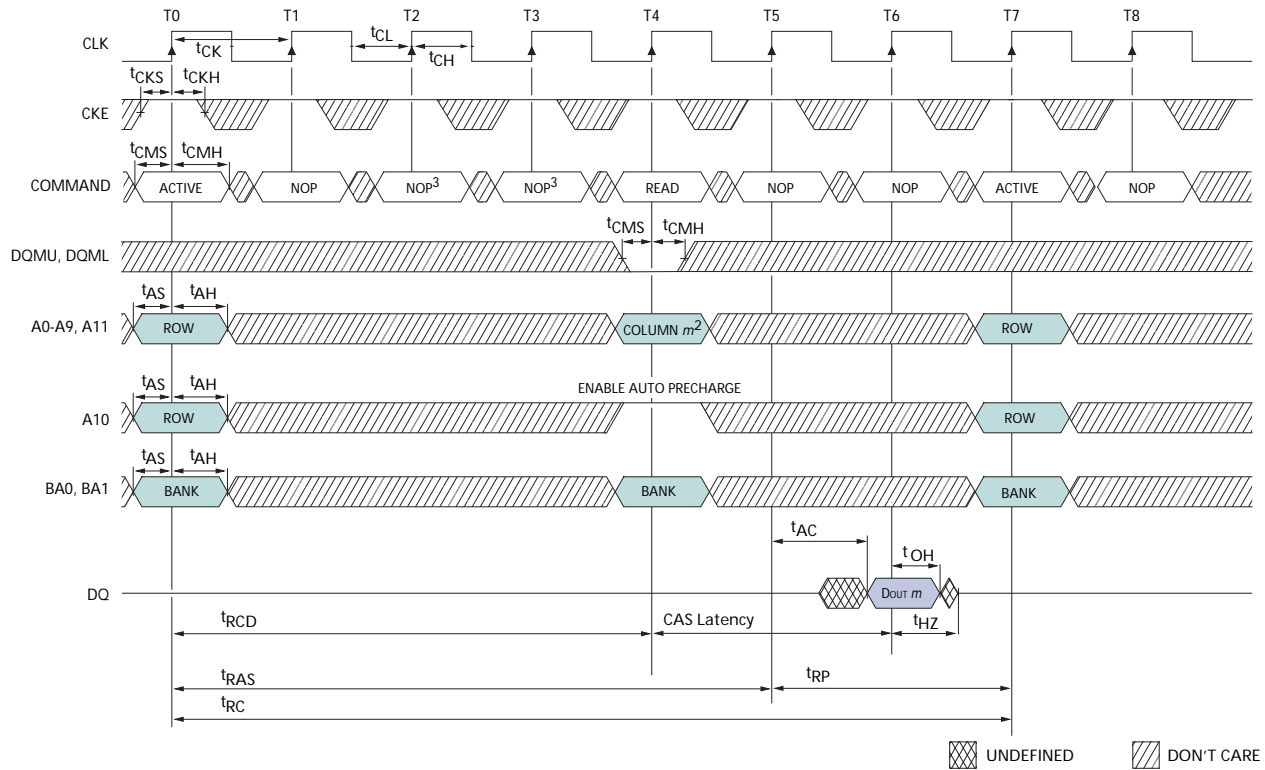 T0 T1 T2 T3 T4 T5 T6 T7 T8
CLK
tCK tCL tCH
tCKS tCKH
CKE
tCMS tCMH
COMMAND ACTIVE NOP NOP3 NOP3 READ NOP NOP ACTIVE NOP
tCMS tCMH
DQMU, DQML
tAS tAH
A0-A9, A11 ROW COLUMN m2 ROW
ENABLE AUTO PRECHARGE
tAS tAH
A10 ROW ROW
tAS tAH
BA0, BA1 BANK BANK BANK
tAC
tOH
DQ DOUT m
tRCD CAS Latency tHZ
tRAS tRP
tRC
UNDEFINED DON'T CARE